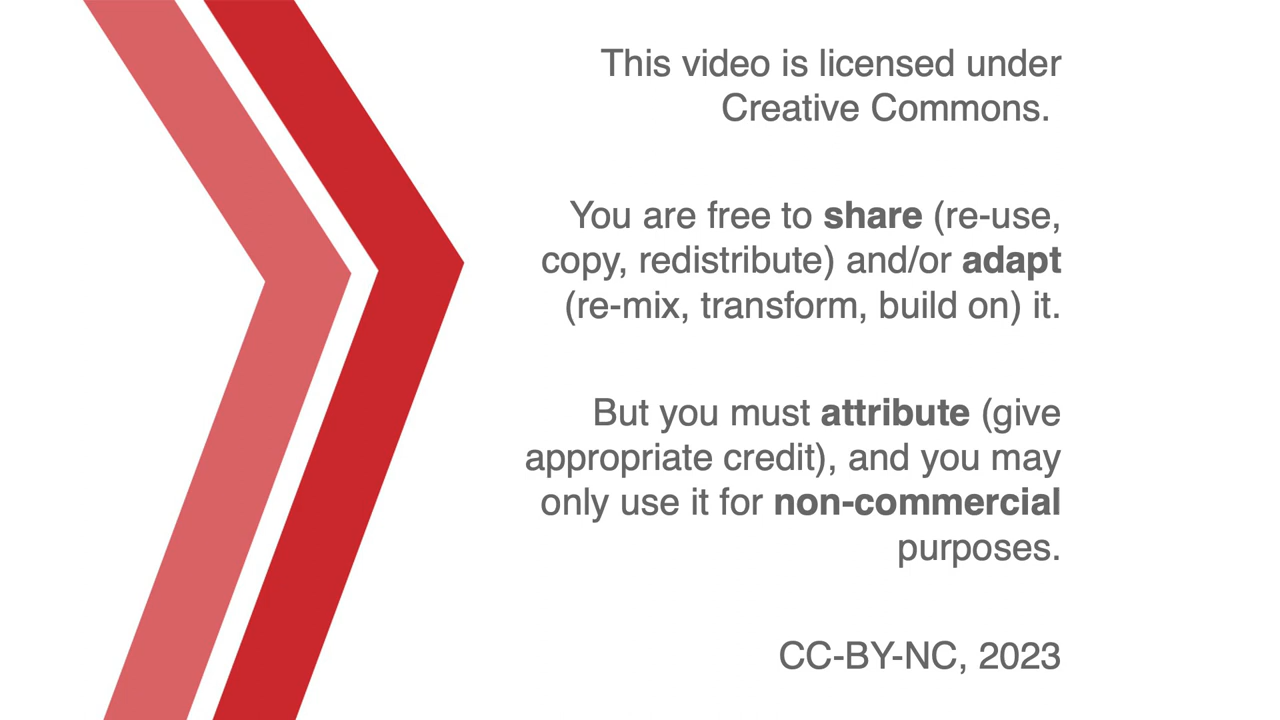 This video is licensed under
Creative Commons.
You are free to share (re-use,
copy, redistribute) and/or adapt
(re-mix, transform, build on) it.
But you must attribute (give
appropriate credit), and you may
only use it for non-commercial
purposes.
CC-BY-NC, 2023